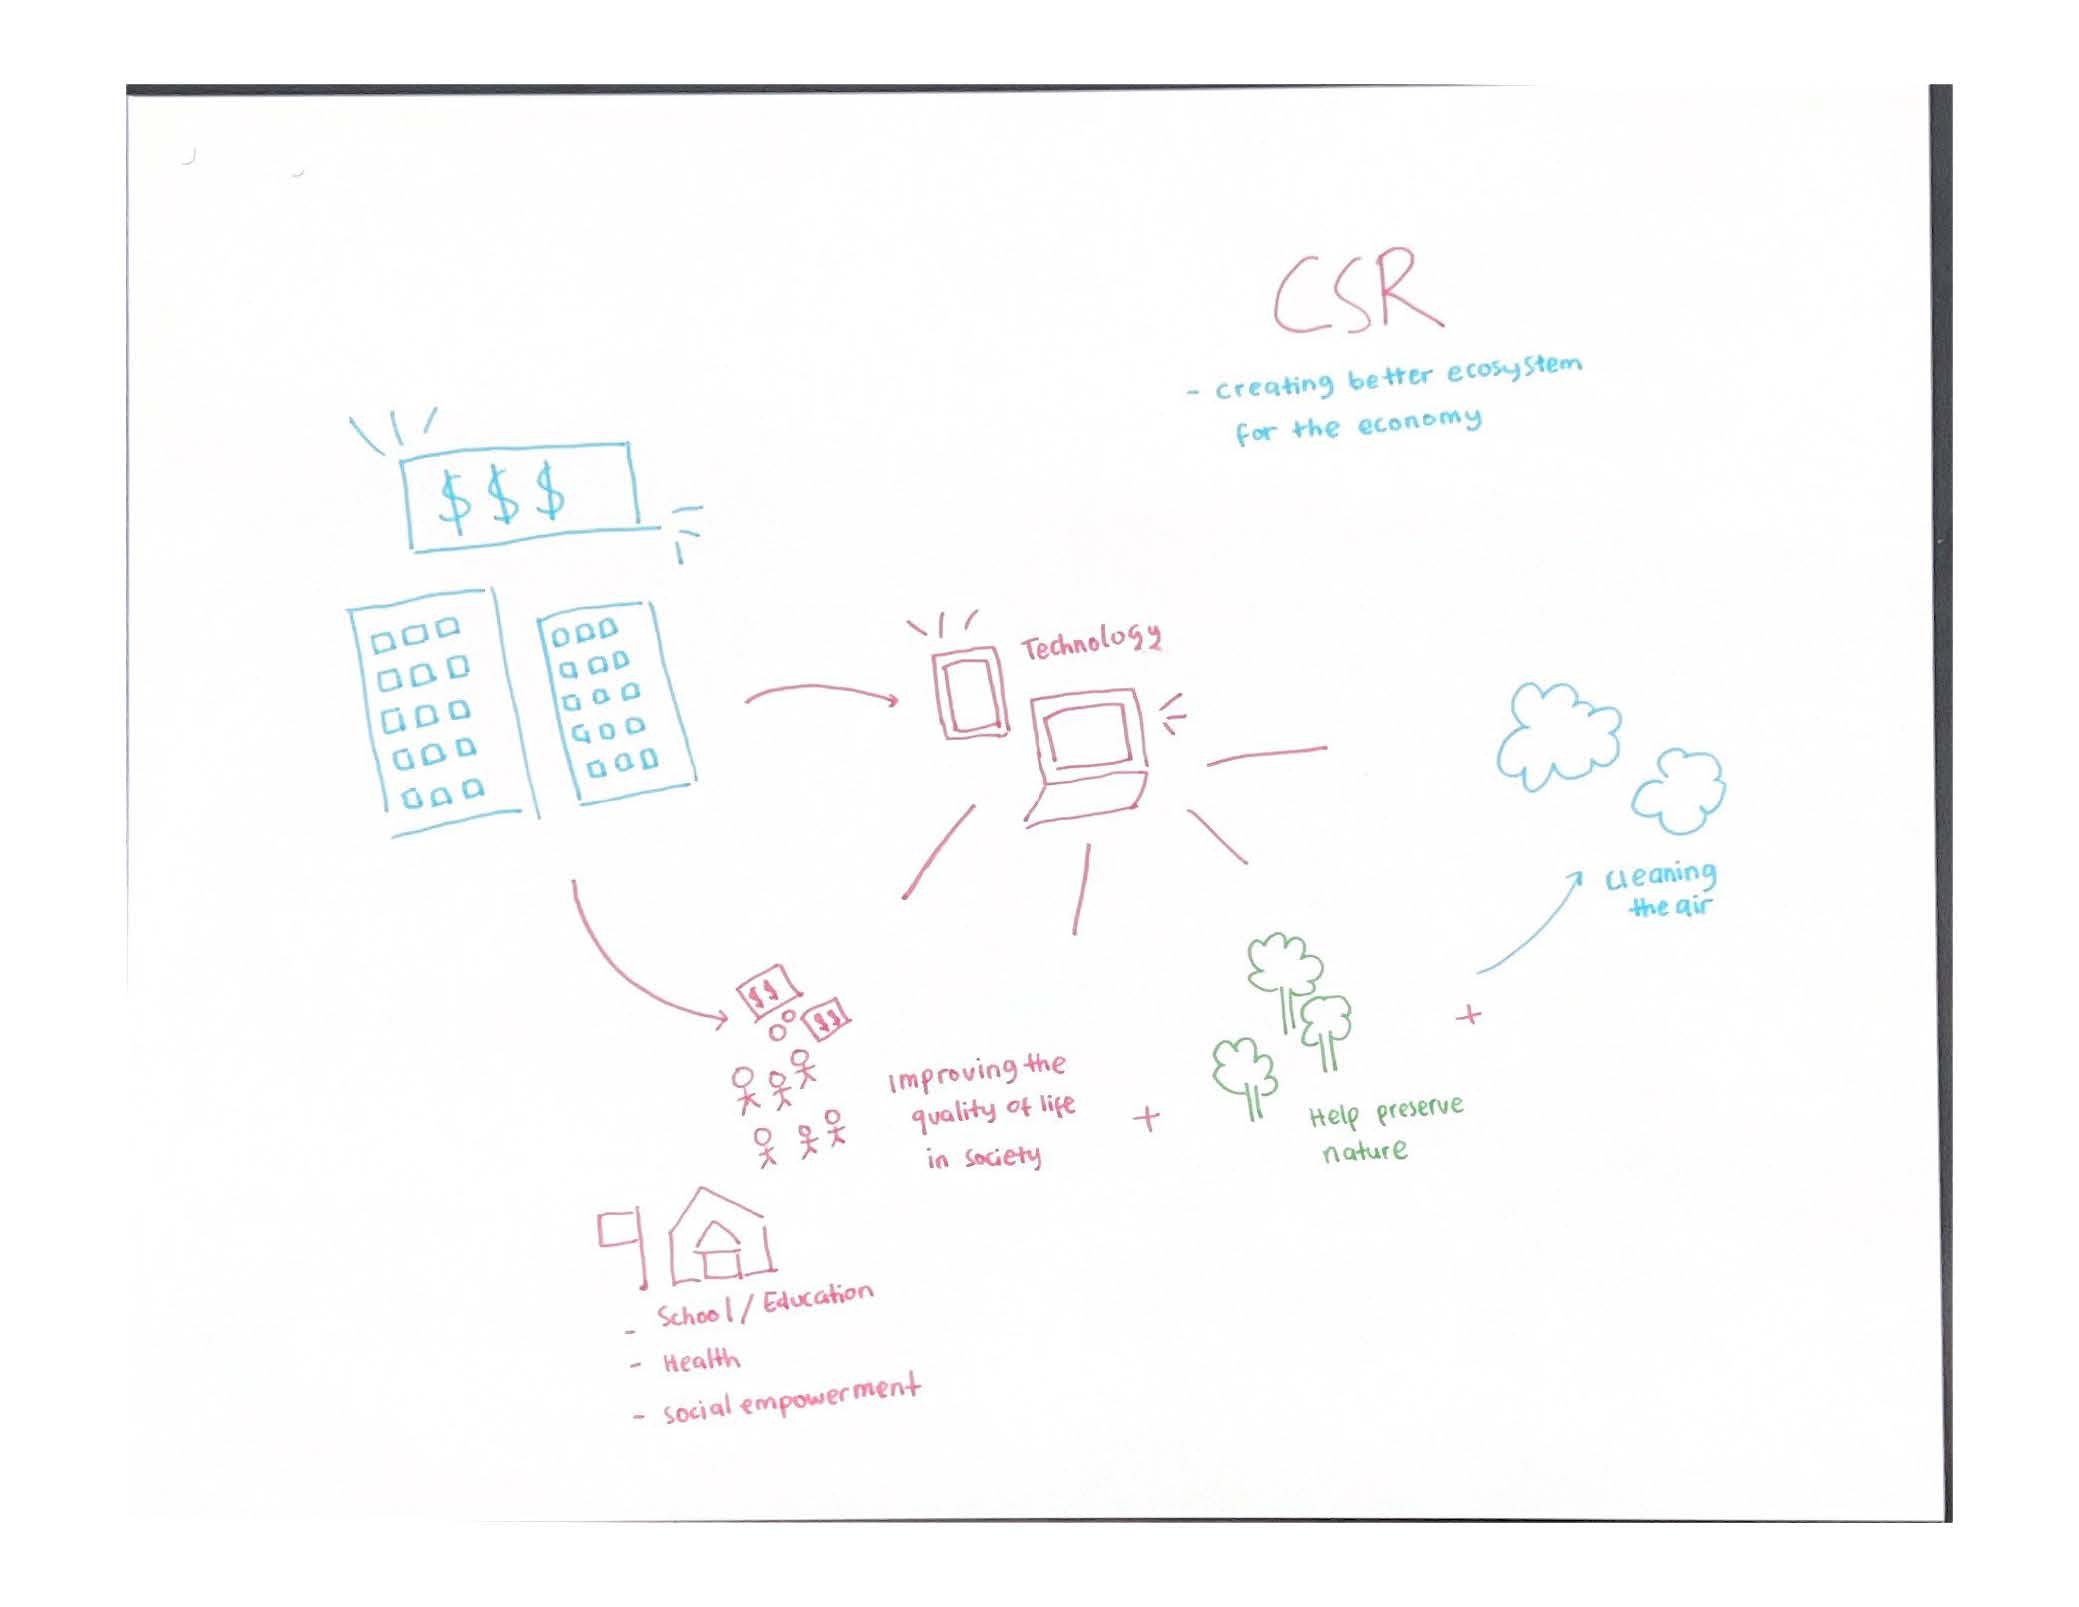 CSR
- creating better ecosystem
for the economy
$ $ $
Technology
cleaning
the air
$$
$$
Improving the
quality of life
in society
+
+
Help preserve
nature
- School / Education
- Health
- social empowerment